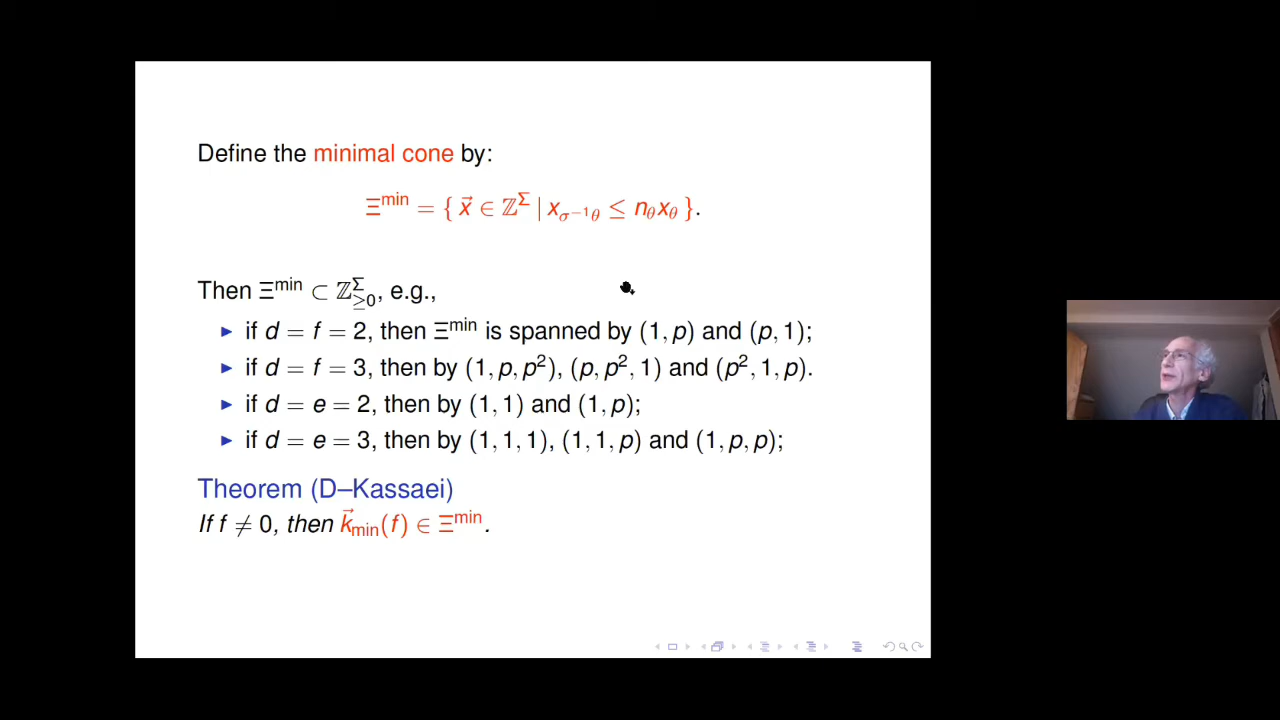 Define the minimal cone by:
Ξ^min = { x⃗ ∈ ℤ^Σ | x_{σ⁻¹θ} ≤ n_θ x_θ }.
Then Ξ^min ⊂ ℤ^Σ_{≥0}, e.g.,
▶ if d = f = 2, then Ξ^min is spanned by (1, p) and (p, 1);
▶ if d = f = 3, then by (1, p, p²), (p, p², 1) and (p², 1, p).
▶ if d = e = 2, then by (1, 1) and (1, p);
▶ if d = e = 3, then by (1, 1, 1), (1, 1, p) and (1, p, p);
Theorem (D–Kassaei)
If f ≠ 0, then k⃗_min(f) ∈ Ξ^min.